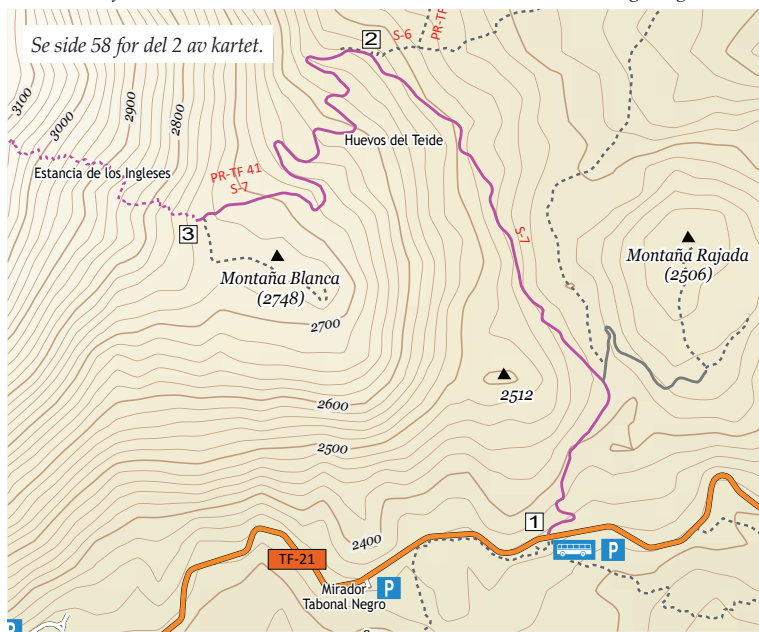 Se side 58 for del 2 av kartet.
2
S-6
PR-TF
3100
3000
2900
2800
Huevos del Teide
Estancia de los Ingleses
PR-TF 41
S-7
S-7
3
Montaña Blanca
(2748)
Montaña Rajada
(2506)
2700
2512
2600
2500
1
2400
TF-21
P
Mirador
Tabonal Negro
P
P